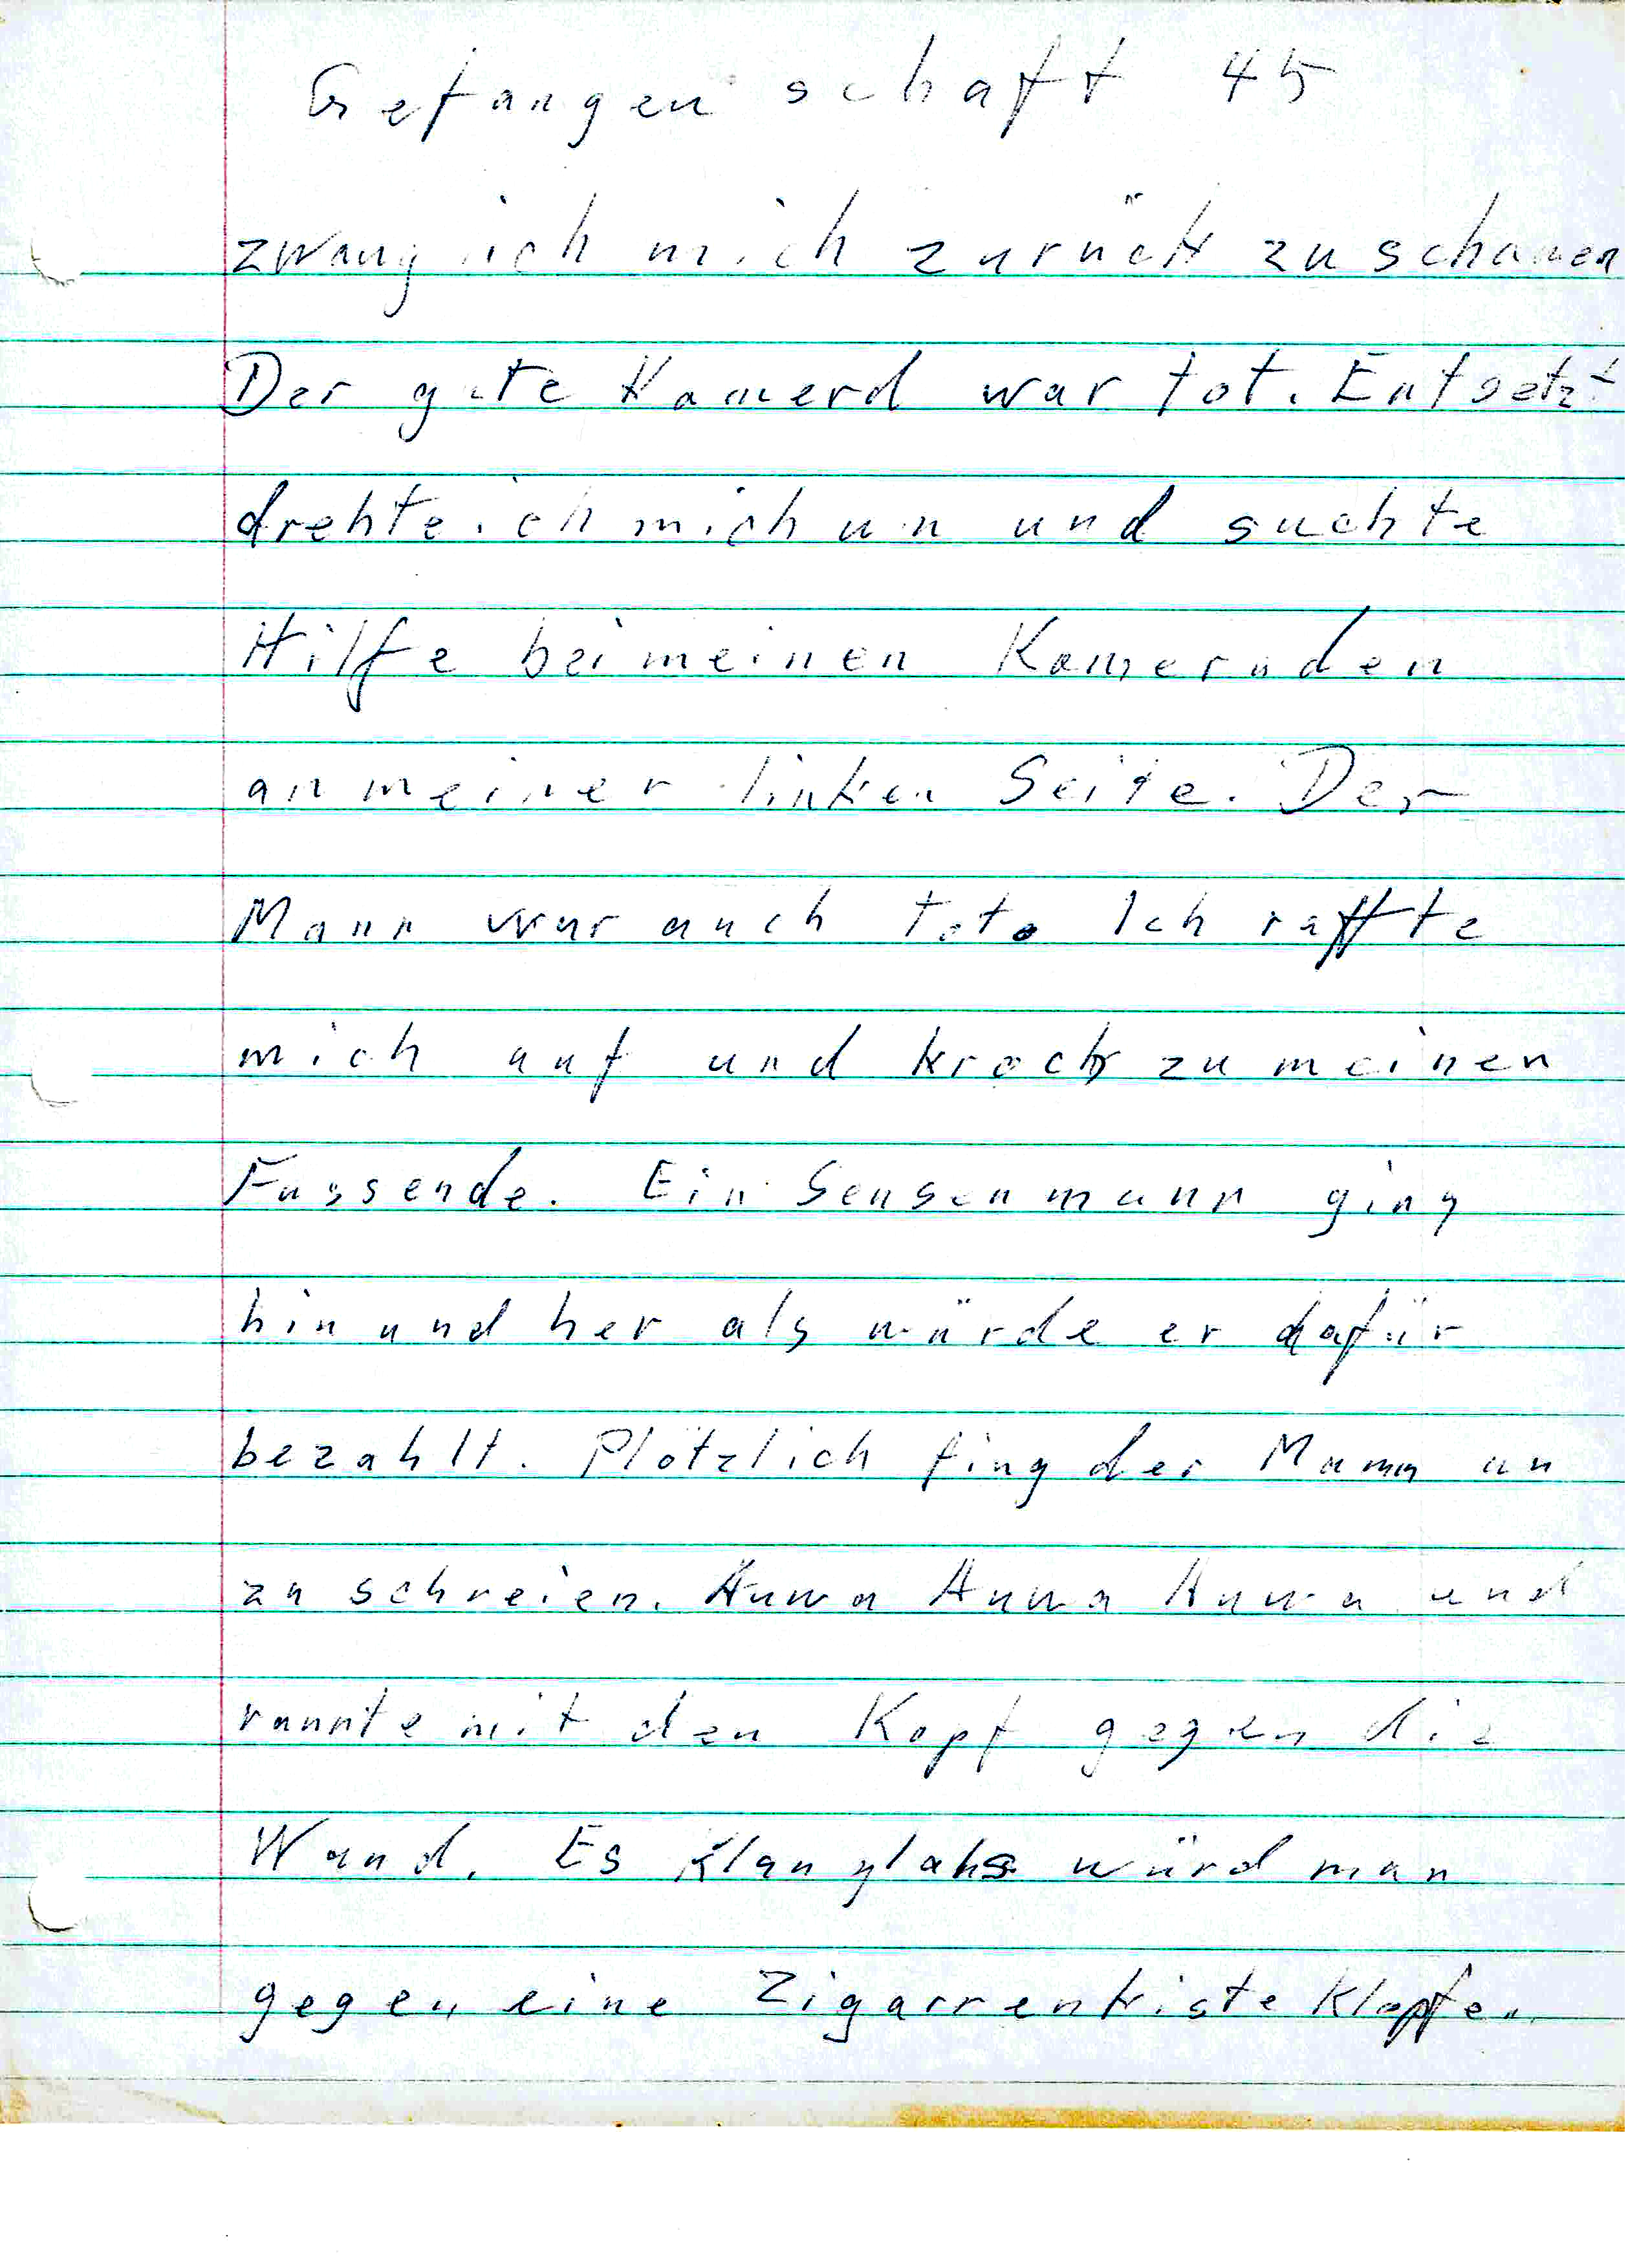 Gefangenschaft 45
zwang ich mich zurück zu schauen
Der gute Kamerd war tot. Entsetzt
drehte ich mich um und suchte
Hilfe bei meinen Kameraden
an meiner linken Seite. Der
Mann war auch tot. Ich raffte
mich auf und kroch zu meinen
Fussende. Ein Sensenmann ging
hin und her als würde er dafür
bezahlt. Plötzlich fing der Mann an
zu schreien. Auwa Auwa Auwa und
rannte mit den Kopf gegen die
Wand. Es klang als würd man
gegen eine Zigarrenkiste klopfen.